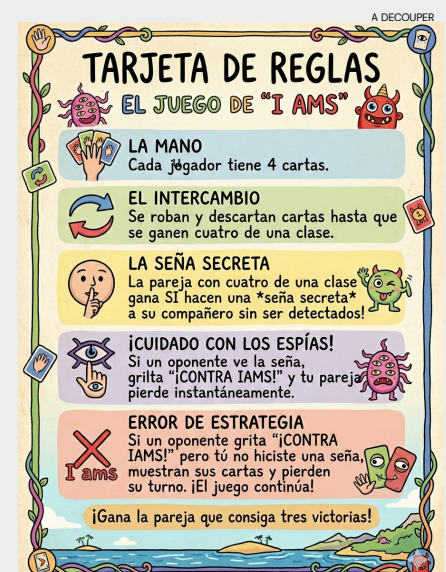 A DECOUPER
TARJETA DE REGLAS
EL JUEGO DE "I AMS"
LA MANO
Cada jugador tiene 4 cartas.
EL INTERCAMBIO
Se roban y descartan cartas hasta que
se ganen cuatro de una clase.
LA SEÑA SECRETA
La pareja con cuatro de una clase
gana SI hacen una *seña secreta*
a su compañero sin ser detectados!
¡CUIDADO CON LOS ESPÍAS!
Si un oponente ve la seña,
grilta "¡CONTRA IAMS!" y tu pareja
pierde instantáneamente.
I ams
ERROR DE ESTRATEGIA
Si un oponente grita "¡CONTRA
IAMS!" pero tú no hiciste una seña,
muestran sus cartas y pierden
su turno. ¡El juego continúa!
¡Gana la pareja que consiga tres victorias!